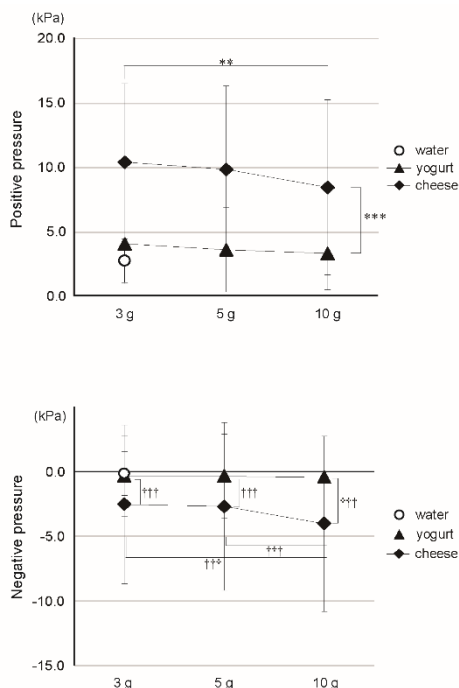 (kPa)
20.0
**
15.0
water
yogurt
cheese
Positive pressure
10.0
***
5.0
0.0
3 g 5 g 10 g
(kPa)
0.0
water
yogurt
cheese
†††
†††
†††
Negative pressure
-5.0
†††
†††
-10.0
-15.0
3 g 5 g 10 g